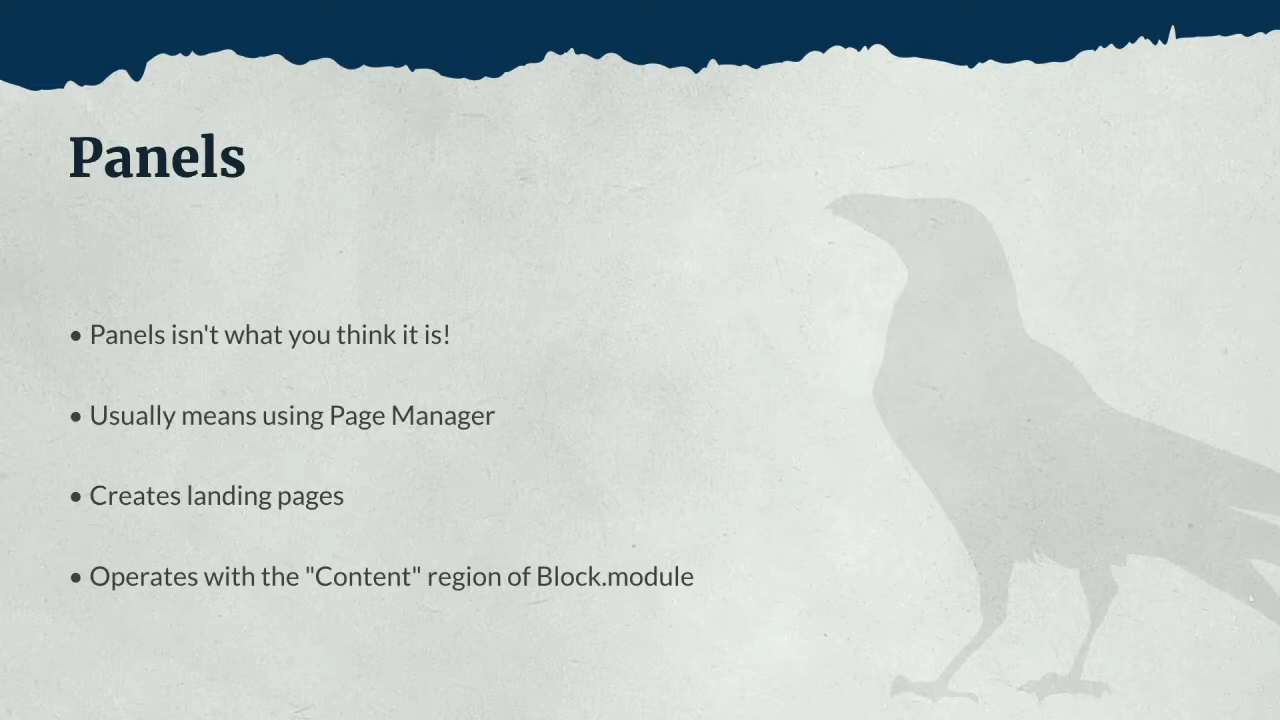 Panels
• Panels isn't what you think it is!
• Usually means using Page Manager
• Creates landing pages
• Operates with the "Content" region of Block.module